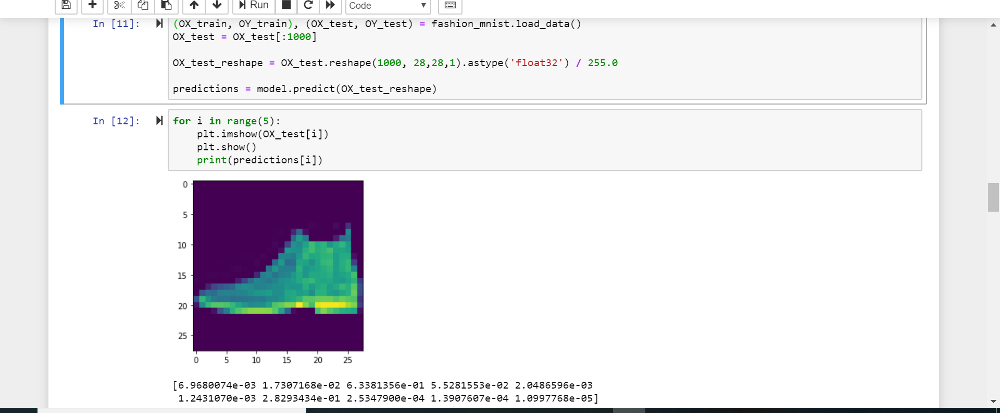 Run
Code
In [11]:
(OX_train, OY_train), (OX_test, OY_test) = fashion_mnist.load_data()
OX_test = OX_test[:1000]
OX_test_reshape = OX_test.reshape(1000, 28,28,1).astype('float32') / 255.0
predictions = model.predict(OX_test_reshape)
In [12]:
for i in range(5):
    plt.imshow(OX_test[i])
    plt.show()
    print(predictions[i])
0
5
10
15
20
25
0 5 10 15 20 25
[6.9680074e-03 1.7307168e-02 6.3381356e-01 5.5281553e-02 2.0486596e-03
 1.2431070e-03 2.8293434e-01 2.5347900e-04 1.3907607e-04 1.0997768e-05]